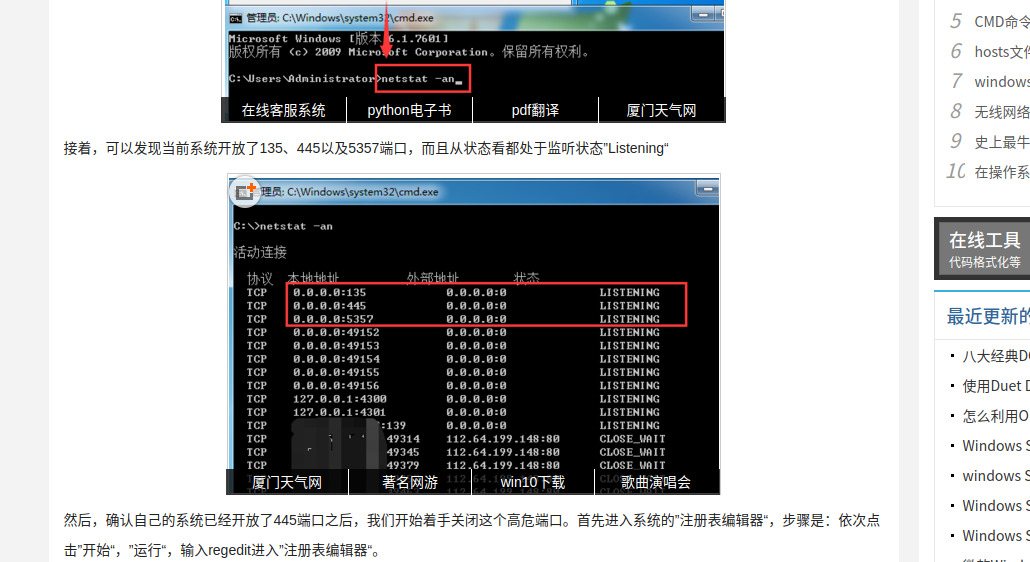 管理员: C:\Windows\system32\cmd.exe
Microsoft Windows [版本 6.1.7601]
版权所有 (c) 2009 Microsoft Corporation。保留所有权利。
C:\Users\Administrator>netstat -an
在线客服系统 python电子书 pdf翻译 厦门天气网
接着，可以发现当前系统开放了135、445以及5357端口，而且从状态看都处于监听状态”Listening“
理员: C:\Windows\system32\cmd.exe
C:\>netstat -an
活动连接
协议 本地地址 外部地址 状态
TCP 0.0.0.0:135 0.0.0.0:0 LISTENING
TCP 0.0.0.0:445 0.0.0.0:0 LISTENING
TCP 0.0.0.0:5357 0.0.0.0:0 LISTENING
TCP 0.0.0.0:49152 0.0.0.0:0 LISTENING
TCP 0.0.0.0:49153 0.0.0.0:0 LISTENING
TCP 0.0.0.0:49154 0.0.0.0:0 LISTENING
TCP 0.0.0.0:49155 0.0.0.0:0 LISTENING
TCP 0.0.0.0:49156 0.0.0.0:0 LISTENING
TCP 127.0.0.1:4300 0.0.0.0:0 LISTENING
TCP 127.0.0.1:4301 0.0.0.0:0 LISTENING
TCP :139 0.0.0.0:0 LISTENING
TCP 49314 112.64.199.148:80 CLOSE_WAIT
TCP 49345 112.64.199.148:80 CLOSE_WAIT
TCP 49379 112.64.199.148:80 CLOSE_WAIT
厦门天气网 著名网游 win10下载 歌曲演唱会
然后，确认自己的系统已经开放了445端口之后，我们开始着手关闭这个高危端口。首先进入系统的”注册表编辑器“，步骤是：依次点
击”开始“，”运行“，输入regedit进入”注册表编辑器“。
5 CMD命令
6 hosts文件
7 windows
8 无线网络
9 史上最牛
10 在操作系
在线工具
代码格式化等
最近更新的
八大经典DO
使用Duet D
怎么利用O
Windows S
windows S
Windows S
Windows S